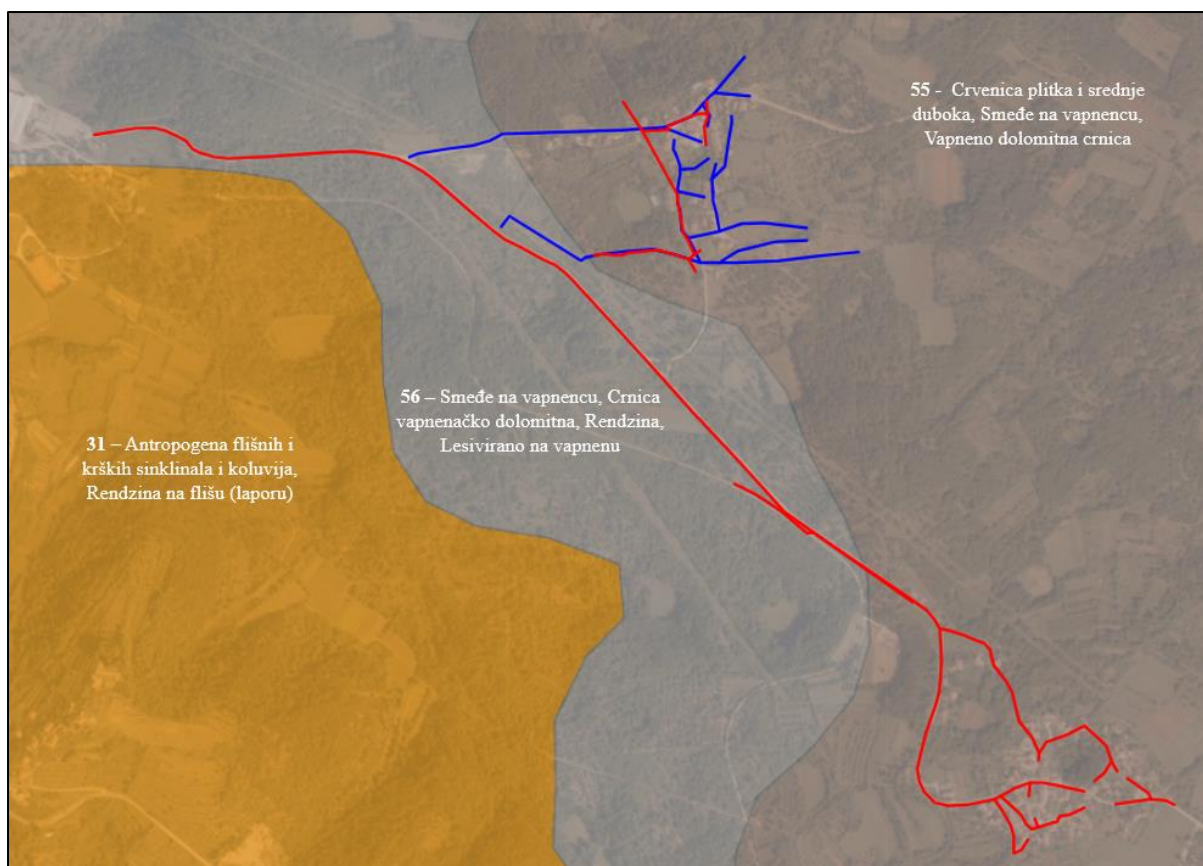 55 - Crvenica plitka i srednje
duboka, Smeđe na vapnencu,
Vapneno dolomitna crnica
56 – Smeđe na vapnencu, Crnica
vapnenačko dolomitna, Rendzina,
Lesivirano na vapnenu
31 – Antropogena flišnih i
krških sinklinala i koluvija,
Rendzina na flišu (laporu)